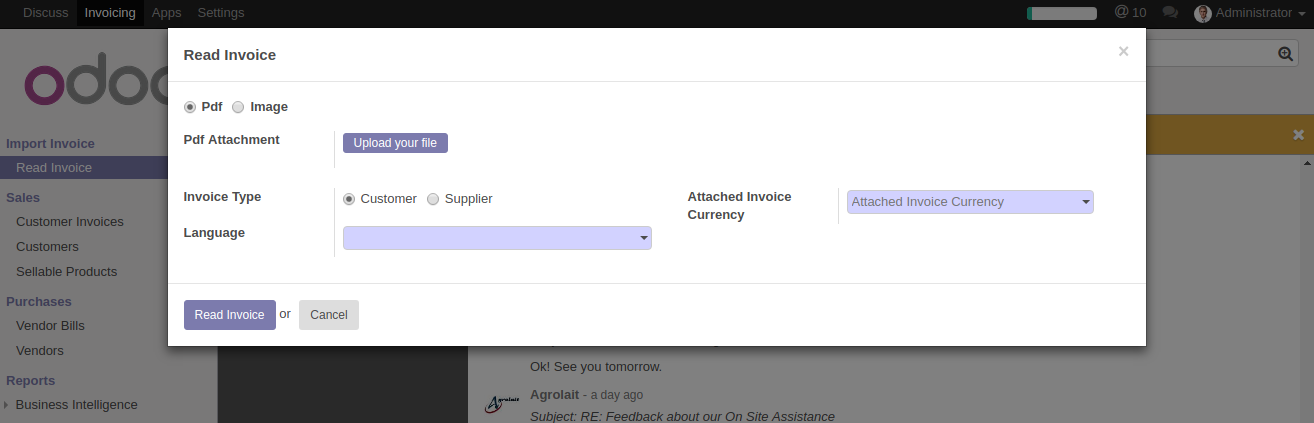 Discuss Invoicing Apps Settings @ 10 Administrator
Read Invoice ×
odoo
Pdf Image
Pdf Attachment Upload your file
Import Invoice
Read Invoice
Sales
Invoice Type Customer Supplier Attached Invoice Currency Attached Invoice Currency
Customer Invoices
Language
Customers
Sellable Products
Purchases
Read Invoice or Cancel
Vendor Bills
Vendors
Ok! See you tomorrow.
Reports
Agrolait Agrolait - a day ago
Business Intelligence
Subject: RE: Feedback about our On Site Assistance